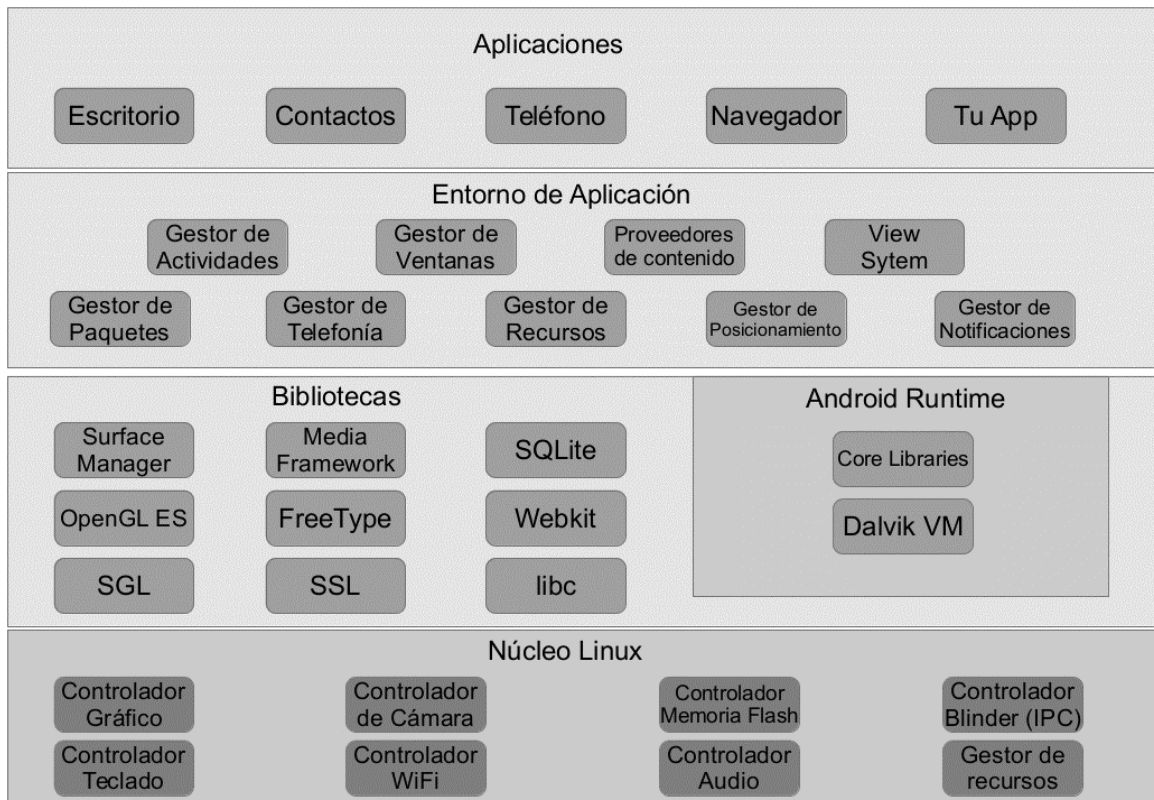 Aplicaciones
Escritorio
Contactos
Teléfono
Navegador
Tu App
Entorno de Aplicación
Gestor de
Actividades
Gestor de
Ventanas
Proveedores
de contenido
View
Sytem
Gestor de
Paquetes
Gestor de
Telefonía
Gestor de
Recursos
Gestor de
Posicionamiento
Gestor de
Notificaciones
Bibliotecas
Surface
Manager
Media
Framework
SQLite
OpenGL ES
FreeType
Webkit
SGL
SSL
libc
Android Runtime
Core Libraries
Dalvik VM
Núcleo Linux
Controlador
Gráfico
Controlador
de Cámara
Controlador
Memoria Flash
Controlador
Blinder (IPC)
Controlador
Teclado
Controlador
WiFi
Controlador
Audio
Gestor de
recursos